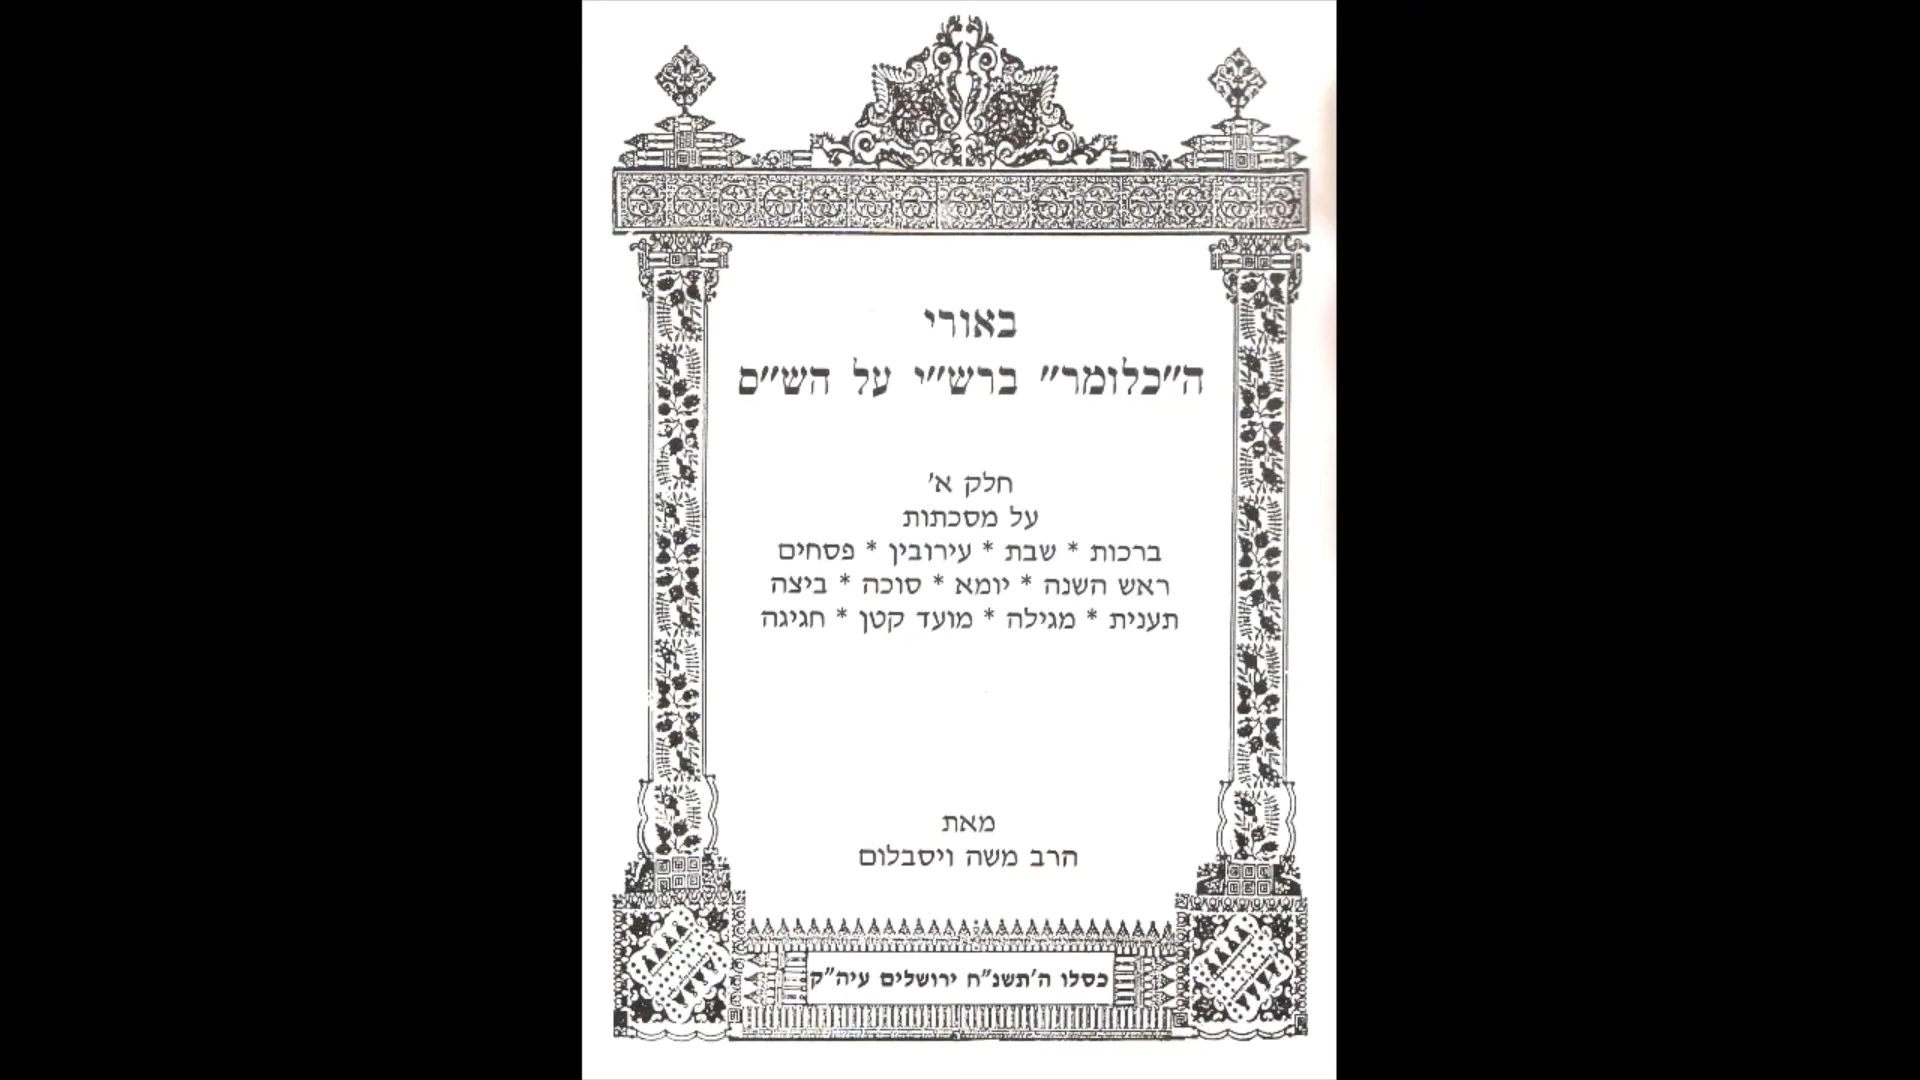 באורי
ה"כלומר" ברש"י על הש"ס
חלק א'
על מסכתות
ברכות * שבת * עירובין * פסחים
ראש השנה * יומא * סוכה * ביצה
תענית * מגילה * מועד קטן * חגיגה
מאת
הרב משה ויסבלום
כסלו ה'תשנ"ח ירושלים עיה"ק